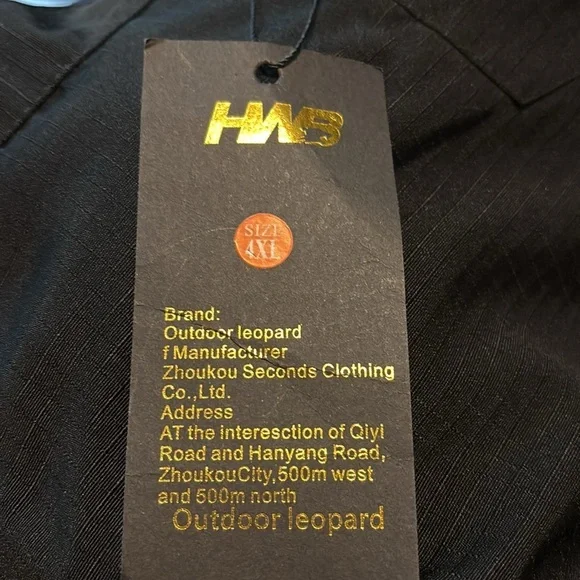 HWB
SIZE
4XL
Brand:
Outdoor leopard
f Manufacturer
Zhoukou Seconds Clothing
Co.,Ltd.
Address
AT the interesction of Qiyi
Road and Hanyang Road,
ZhoukouCity,500m west
and 500m north
Outdoor leopard